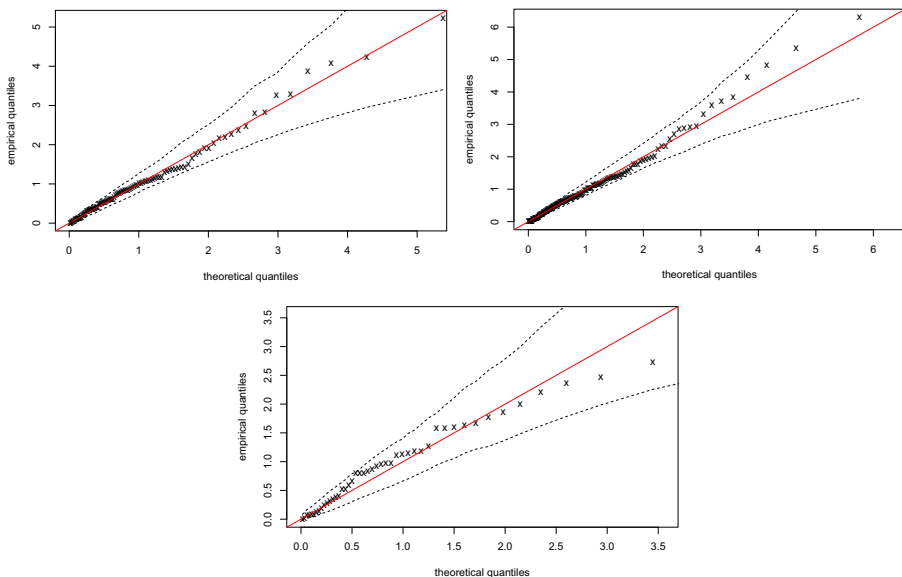 empirical quantiles
5
4
3
2
1
0
0 1 2 3 4 5
theoretical quantiles
empirical quantiles
6
5
4
3
2
1
0
0 1 2 3 4 5 6
theoretical quantiles
empirical quantiles
3.5
3.0
2.5
2.0
1.5
1.0
0.5
0.0
0.0 0.5 1.0 1.5 2.0 2.5 3.0 3.5
theoretical quantiles